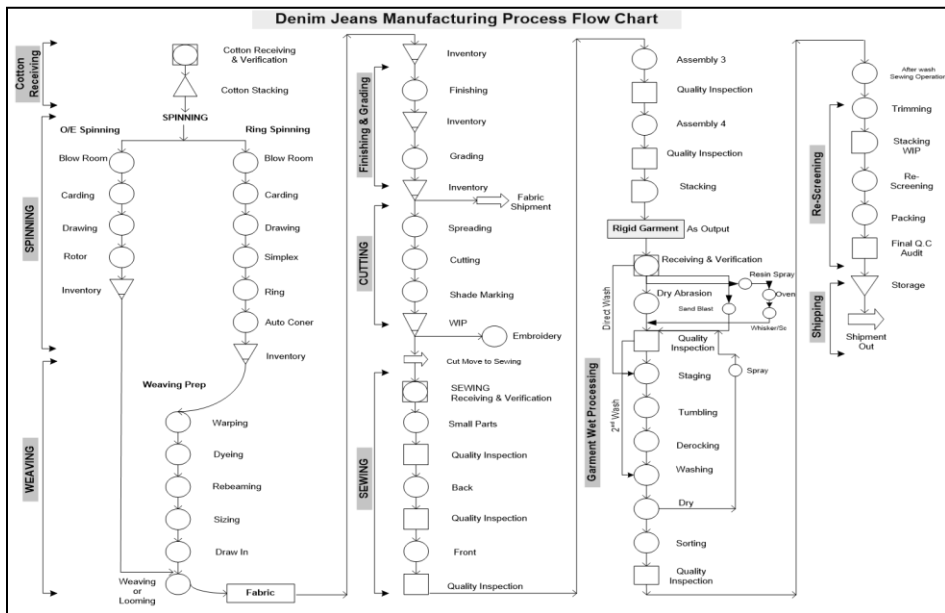 Denim Jeans Manufacturing Process Flow Chart
Cotton
Receiving
Cotton Receiving
& Verification
Cotton Stacking
SPINNING
O/E Spinning
Ring Spinning
SPINNING
Blow Room
Carding
Drawing
Rotor
Inventory
Blow Room
Carding
Drawing
Simplex
Ring
Auto Coner
Inventory
WEAVING
Weaving Prep
Warping
Dyeing
Rebeaming
Sizing
Draw In
Weaving
or
Looming
Fabric
Finishing & Grading
Inventory
Finishing
Inventory
Grading
Inventory
Fabric
Shipment
CUTTING
Spreading
Cutting
Shade Marking
WIP
Embroidery
Cut Move to Sewing
SEWING
SEWING
Receiving & Verification
Small Parts
Quality Inspection
Back
Quality Inspection
Front
Quality Inspection
Assembly 3
Quality Inspection
Assembly 4
Quality Inspection
Stacking
Rigid Garment
As Output
Garment Wet Processing
Receiving & Verification
Resin Spray
Oven
Whisker/Sc
Dry Abrasion
Sand Blast
Direct Wash
Quality
Inspection
Spray
Staging
2nd Wash
Tumbling
Derocking
Washing
Dry
Sorting
Quality
Inspection
After wash
Sewing Operation
Re-Screening
Trimming
Stacking
WIP
Re-
Screening
Packing
Final Q.C
Audit
Shipping
Storage
Shipment
Out